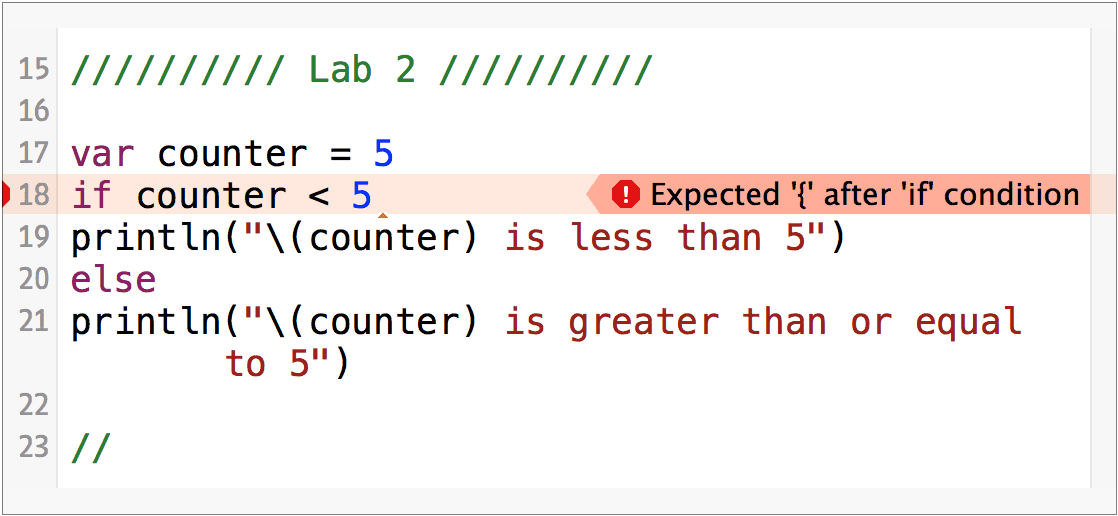 15 ////////// Lab 2 //////////
16
17 var counter = 5
18 if counter < 5 Expected '{' after 'if' condition
19 println("\(counter) is less than 5")
20 else
21 println("\(counter) is greater than or equal
to 5")
22
23 //